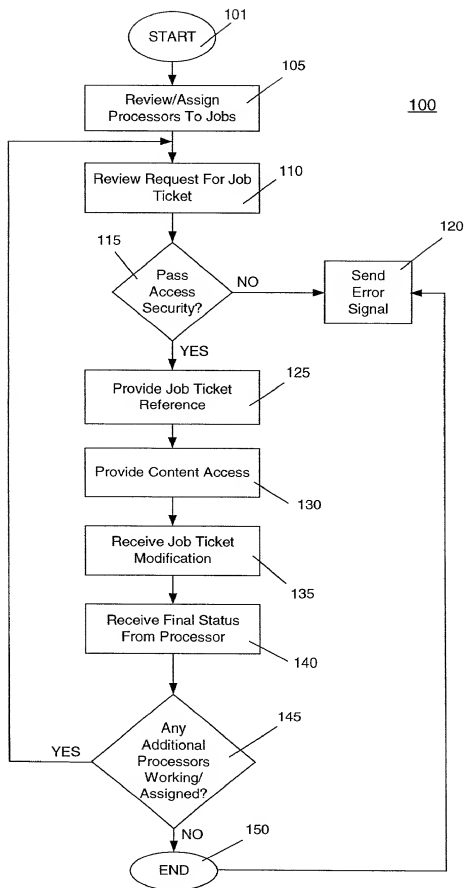 101
START
105
Review/Assign
Processors To Jobs
100
Review Request For Job
Ticket
110
115
120
Pass
Access
Security?
NO
Send
Error
Signal
YES
125
Provide Job Ticket
Reference
Provide Content Access
130
Receive Job Ticket
Modification
135
Receive Final Status
From Processor
140
145
Any
Additional
Processors
Working/
Assigned?
YES
NO
150
END